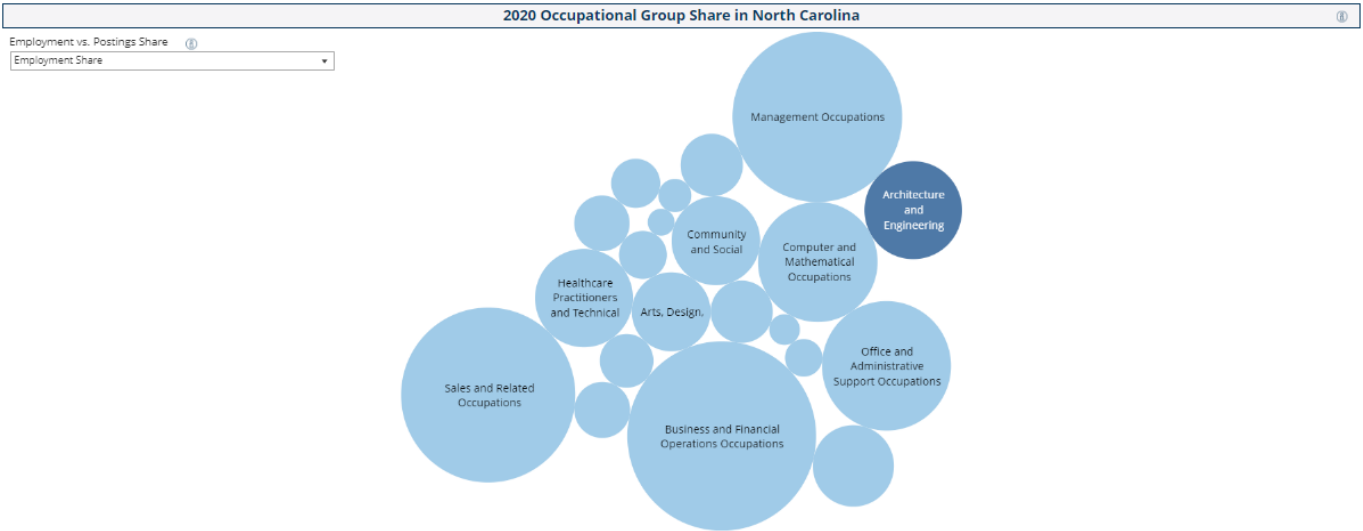 2020 Occupational Group Share in North Carolina
Employment vs. Postings Share
Employment Share
Management Occupations
Architecture
and
Engineering
Community
and Social
Computer and
Mathematical
Occupations
Healthcare
Practitioners
and Technical
Arts, Design,
Office and
Administrative
Support Occupations
Sales and Related
Occupations
Business and Financial
Operations Occupations